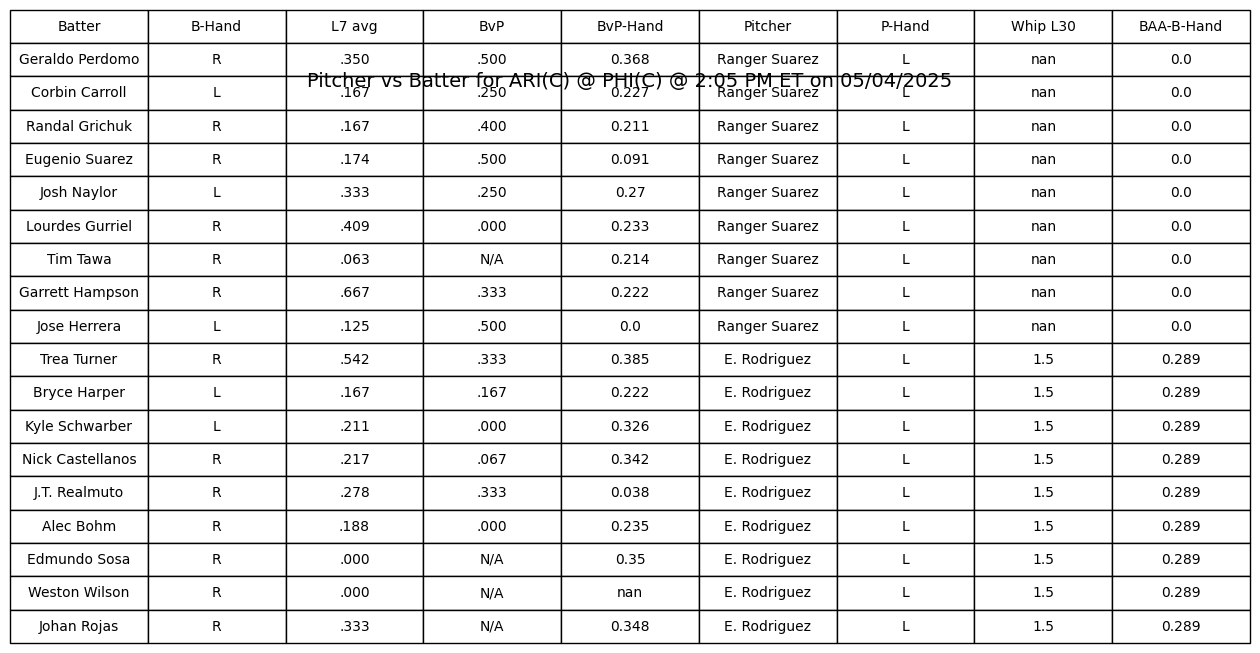 Batter B-Hand L7 avg BvP BvP-Hand Pitcher P-Hand Whip L30 BAA-B-Hand
Geraldo Perdomo R .350 .500 0.368 Ranger Suarez L nan 0.0
Pitcher vs Batter for ARI(C) @ PHI(C) @ 2:05 PM ET on 05/04/2025
Corbin Carroll L .167 .250 0.227 Ranger Suarez L nan 0.0
Randal Grichuk R .167 .400 0.211 Ranger Suarez L nan 0.0
Eugenio Suarez R .174 .500 0.091 Ranger Suarez L nan 0.0
Josh Naylor L .333 .250 0.27 Ranger Suarez L nan 0.0
Lourdes Gurriel R .409 .000 0.233 Ranger Suarez L nan 0.0
Tim Tawa R .063 N/A 0.214 Ranger Suarez L nan 0.0
Garrett Hampson R .667 .333 0.222 Ranger Suarez L nan 0.0
Jose Herrera L .125 .500 0.0 Ranger Suarez L nan 0.0
Trea Turner R .542 .333 0.385 E. Rodriguez L 1.5 0.289
Bryce Harper L .167 .167 0.222 E. Rodriguez L 1.5 0.289
Kyle Schwarber L .211 .000 0.326 E. Rodriguez L 1.5 0.289
Nick Castellanos R .217 .067 0.342 E. Rodriguez L 1.5 0.289
J.T. Realmuto R .278 .333 0.038 E. Rodriguez L 1.5 0.289
Alec Bohm R .188 .000 0.235 E. Rodriguez L 1.5 0.289
Edmundo Sosa R .000 N/A 0.35 E. Rodriguez L 1.5 0.289
Weston Wilson R .000 N/A nan E. Rodriguez L 1.5 0.289
Johan Rojas R .333 N/A 0.348 E. Rodriguez L 1.5 0.289